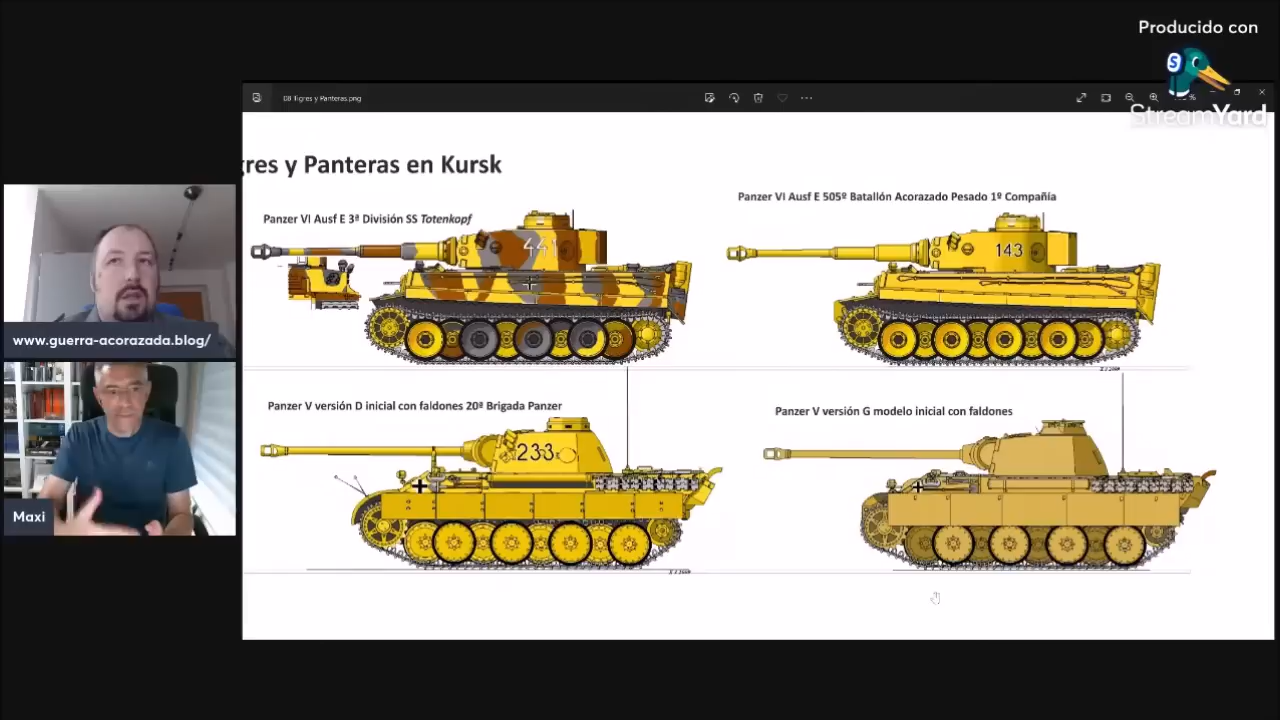 Producido con
StreamYard
08 Tigres y Panteras.png
gres y Panteras en Kursk
Panzer VI Ausf E 3ª División SS Totenkopf
Panzer VI Ausf E 505º Batallón Acorazado Pesado 1º Compañía
441
143
www.guerra-acorazada.blog/
Panzer V versión D inicial con faldones 20ª Brigada Panzer
Panzer V versión G modelo inicial con faldones
233
Maxi